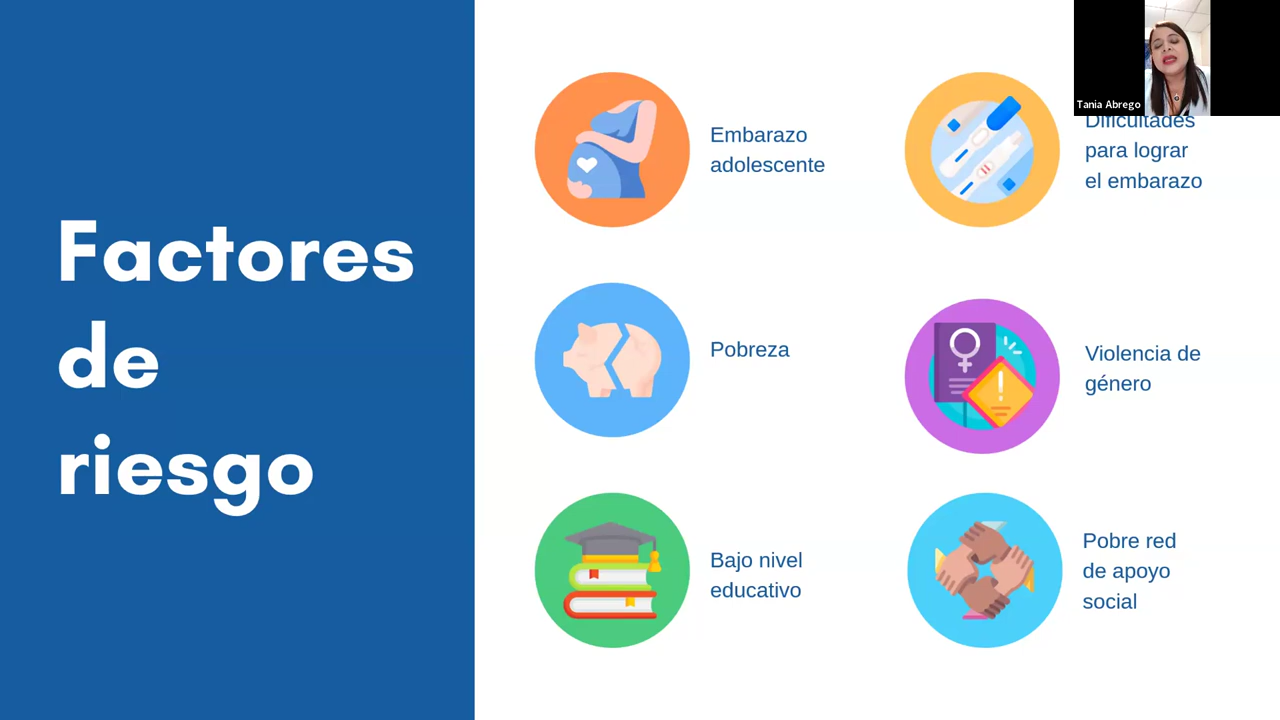 Factores
de
riesgo
Embarazo
adolescente
Pobreza
Bajo nivel
educativo
Tania Abrego
Dificultades
para lograr
el embarazo
Violencia de
género
Pobre red
de apoyo
social